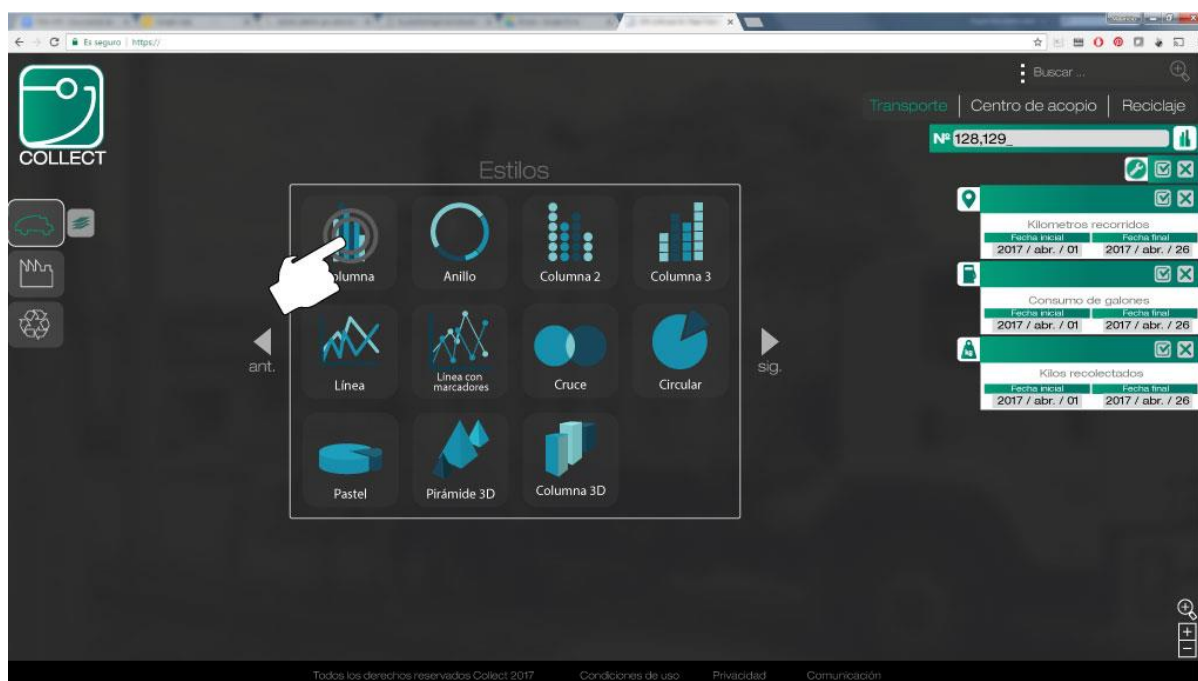 Es seguro | https://
Buscar ...
COLLECT
Transporte | Centro de acopio | Reciclaje
Nº 128,129_
Estilos
Anillo
Columna 2
Columna 3
Kilometros recorridos
Fecha inicial Fecha final
2017 / abr. / 01 2017 / abr. / 26
Consumo de galones
Fecha inicial Fecha final
2017 / abr. / 01 2017 / abr. / 26
ant.
Línea
Línea con
marcadores
Cruce
Circular
sig.
kg
Kilos recolectados
Fecha inicial Fecha final
2017 / abr. / 01 2017 / abr. / 26
Pastel
Pirámide 3D
Columna 3D
Todos los derechos reservados Collect 2017 Condiciones de uso Privacidad Comunicación